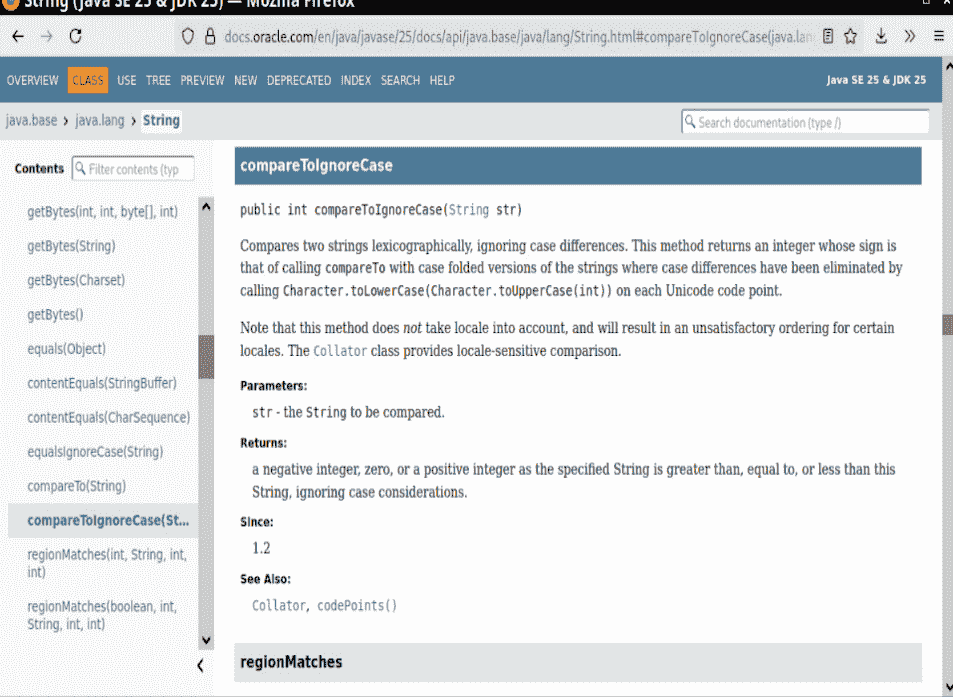 String (Java SE 25 & JDK 25) — Mozilla Firefox
docs.oracle.com/en/java/javase/25/docs/api/java.base/java/lang/String.html#compareToIgnoreCase(java.lan
OVERVIEW CLASS USE TREE PREVIEW NEW DEPRECATED INDEX SEARCH HELP Java SE 25 & JDK 25
java.base > java.lang > String Search documentation (type /)
Contents Filter contents (typ
getBytes(int, int, byte[], int)
getBytes(String)
getBytes(Charset)
getBytes()
equals(Object)
contentEquals(StringBuffer)
contentEquals(CharSequence)
equalsIgnoreCase(String)
compareTo(String)
compareToIgnoreCase(St...
regionMatches(int, String, int,
int)
regionMatches(boolean, int,
String, int, int)
compareToIgnoreCase
public int compareToIgnoreCase(String str)
Compares two strings lexicographically, ignoring case differences. This method returns an integer whose sign is
that of calling compareTo with case folded versions of the strings where case differences have been eliminated by
calling Character.toLowerCase(Character.toUpperCase(int)) on each Unicode code point.
Note that this method does not take locale into account, and will result in an unsatisfactory ordering for certain
locales. The Collator class provides locale-sensitive comparison.
Parameters:
str - the String to be compared.
Returns:
a negative integer, zero, or a positive integer as the specified String is greater than, equal to, or less than this
String, ignoring case considerations.
Since:
1.2
See Also:
Collator, codePoints()
regionMatches